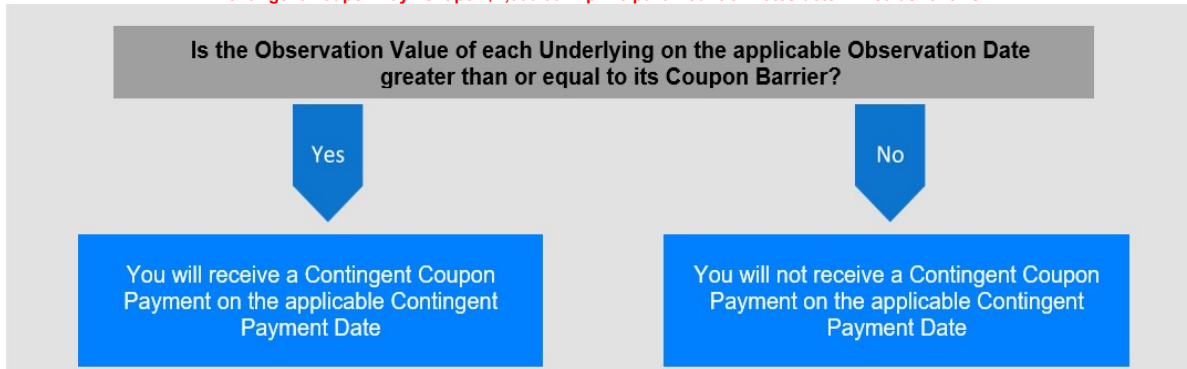 Is the Observation Value of each Underlying on the applicable Observation Date
greater than or equal to its Coupon Barrier?
Yes
No
You will receive a Contingent Coupon
Payment on the applicable Contingent
Payment Date
You will not receive a Contingent Coupon
Payment on the applicable Contingent
Payment Date